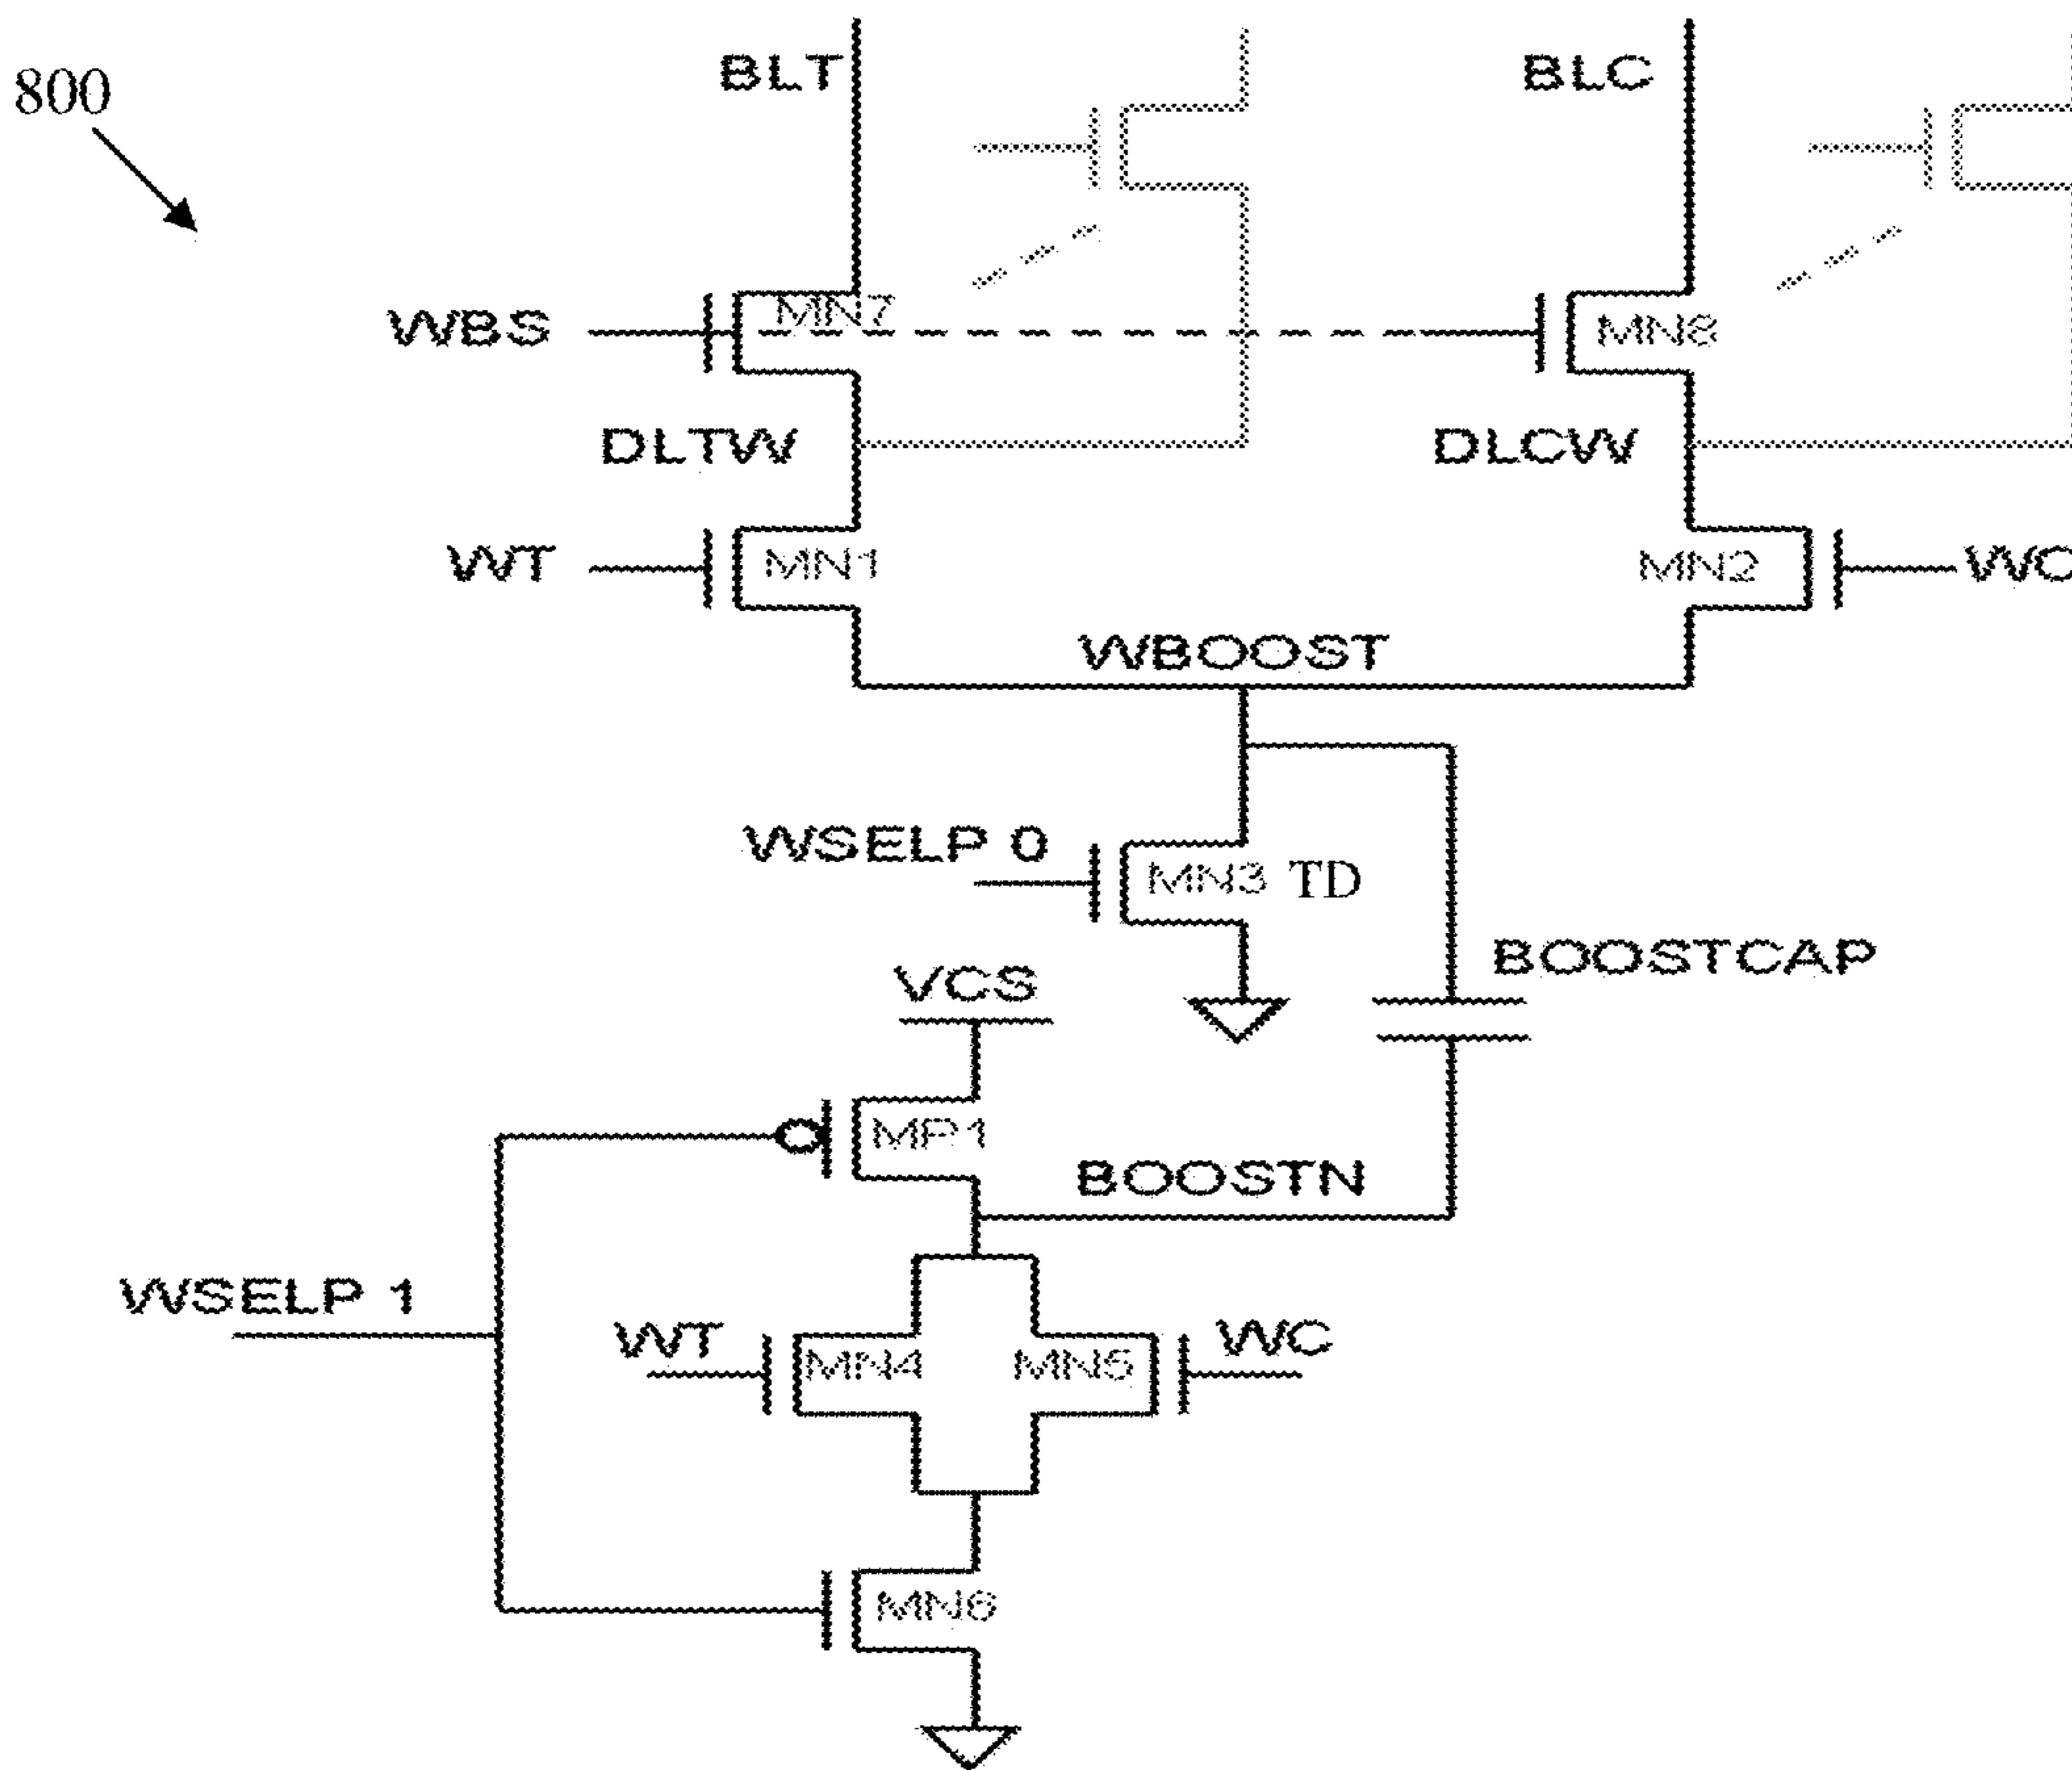 800
BLT
BLC
WBS
MN7
MN8
DLTW
DLCW
WT
MN1
MN2
WC
WBOOST
WSELP 0
MN3 TD
BOOSTCAP
VCS
MP1
BOOSTN
WSELP 1
WT
MN4
MN5
WC
MN6